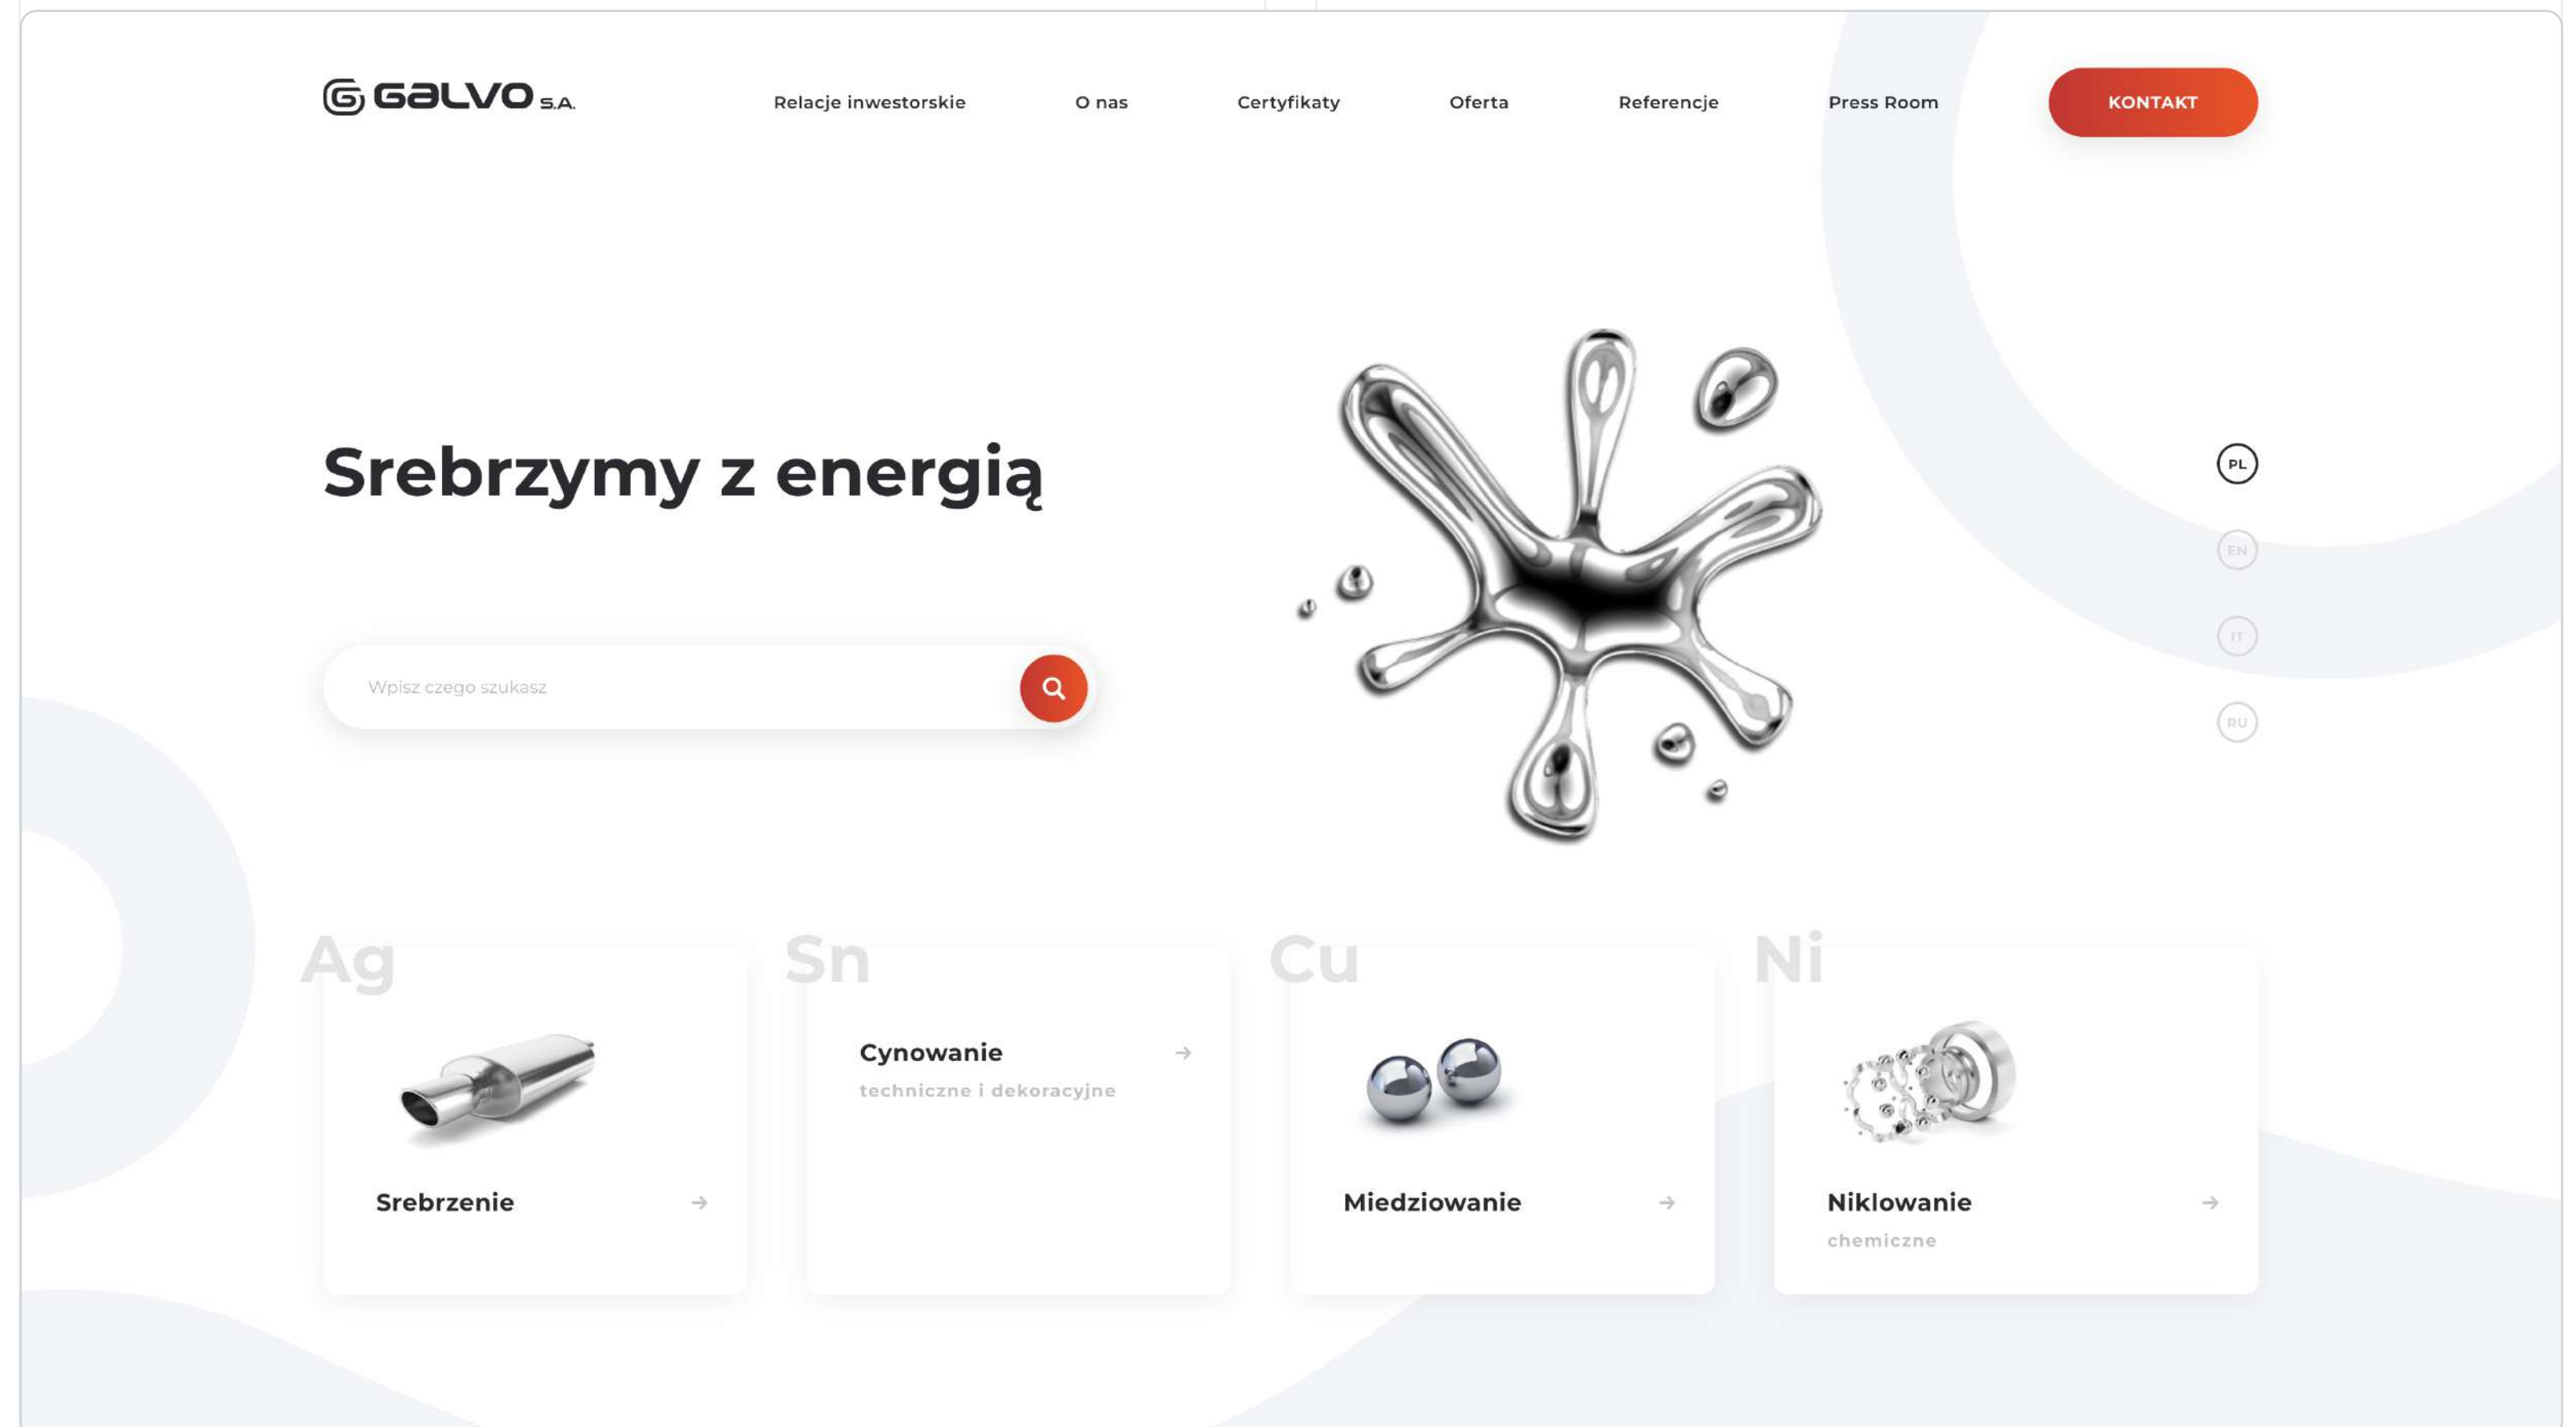 GALVO S.A.
Relacje inwestorskie
O nas
Certyfikaty
Oferta
Referencje
Press Room
KONTAKT
Srebrzymy z energią
Wpisz czego szukasz
PL
EN
IT
RU
Ag
Srebrzenie
Sn
Cynowanie
techniczne i dekoracyjne
Cu
Miedziowanie
Ni
Niklowanie
chemiczne